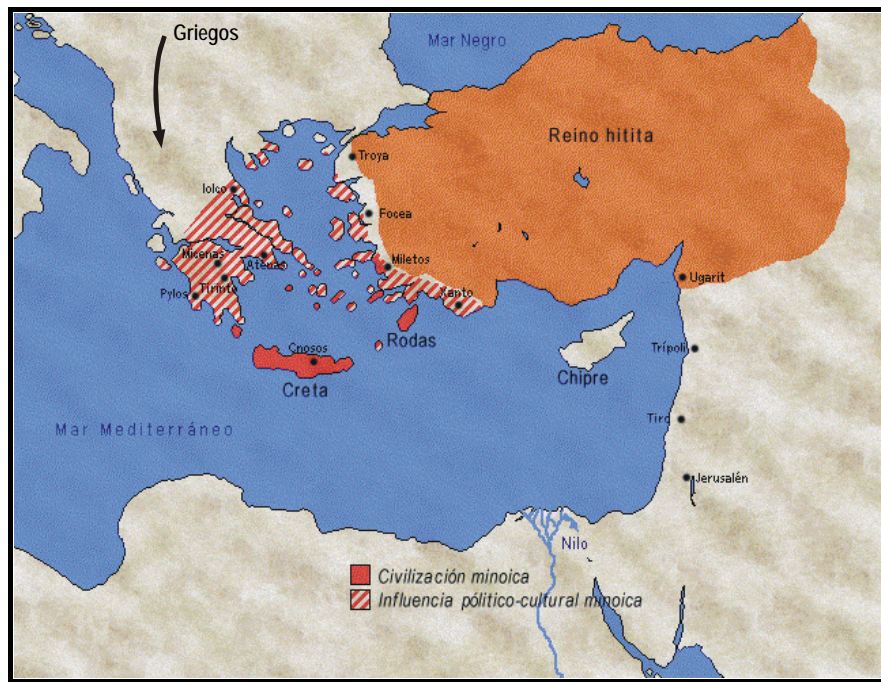 Griegos
Mar Negro
Reino hitita
Troya
Iolco
Focea
Micenas
Atenas
Miletos
Tirinto
Pylos
Xanto
Ugarit
Rodas
Cnosos
Creta
Chipre
Trípoli
Tiro
Mar Mediterráneo
Jerusalén
Nilo
Civilización minoica
Influencia pólitico-cultural minoica